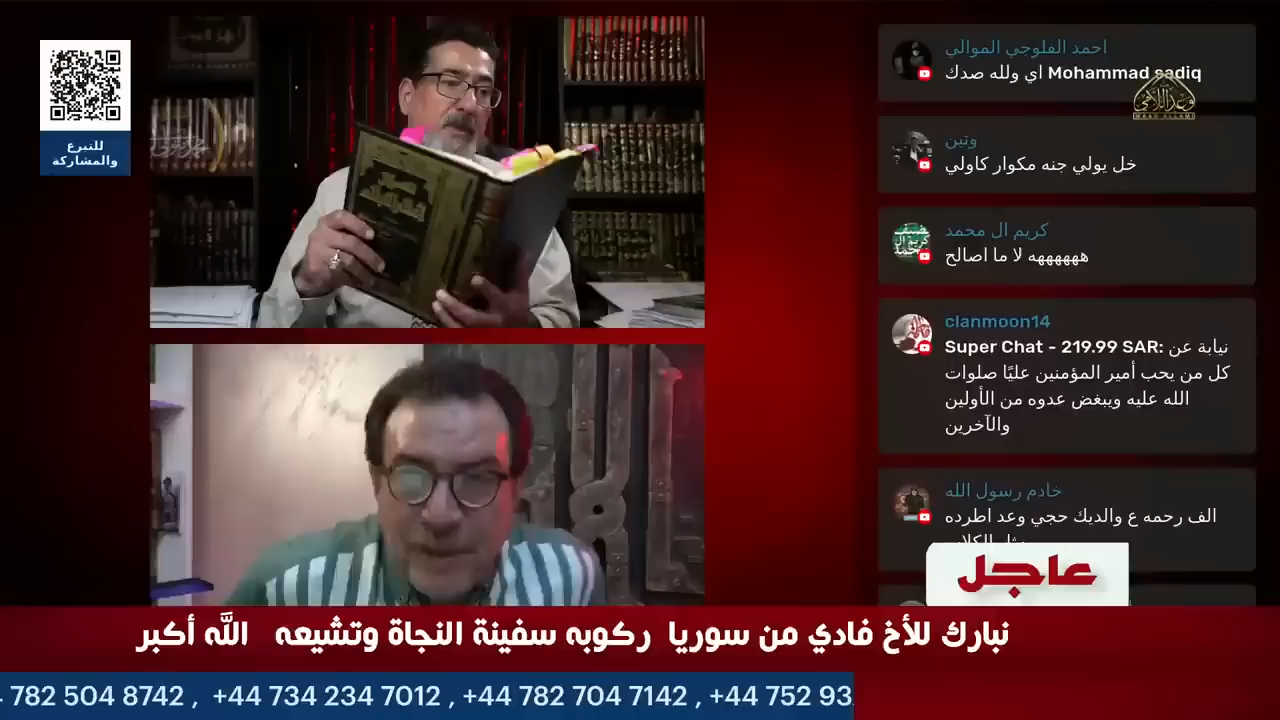 للتبرع
والمشاركة
احمد الفلوجي الموالي
اي ولله صدك Mohammad sadiq
WAAD ALLAMI
وتين
خل يولي جنه مكوار كاولي
كريم ال محمد
ههههههه لا ما اصالح
clanmoon14
Super Chat - 219.99 SAR: نيابة عن
كل من يحب أمير المؤمنين عليًا صلوات
الله عليه ويبغض عدوه من الأولين
والآخرين
خادم رسول الله
الف رحمه ع والديك حجي وعد اطرده
عاجل
نبارك للأخ فادي من سوريا ركوبه سفينة النجاة وتشيعه الله أكبر
782 504 8742 , +44 734 234 7012 , +44 782 704 7142 , +44 752 93